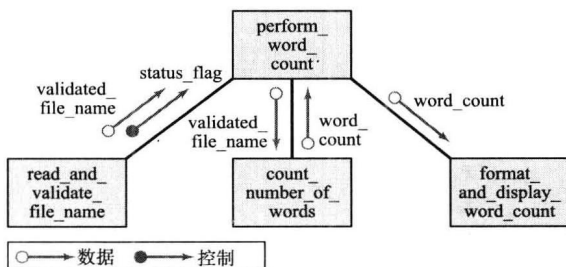 perform_
word_
count
validated_
file_name
status_flag
validated_
file_name
word_
count
word_count
read_and_
validate_
file_name
count_
number_of_
words
format_
and_display_
word_count
数据
控制